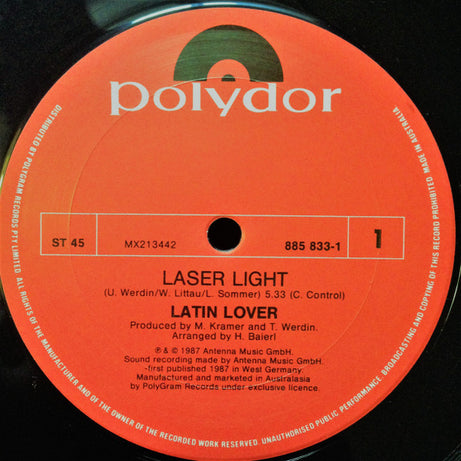 polydor
ST 45
MX213442
885 833-1
1
LASER LIGHT
(U. Werdin/W. Littau/L. Sommer) 5.33 (C. Control)
LATIN LOVER
Produced by M. Kramer and T. Werdin.
Arranged by H. Baierl
℗ & © 1987 Antenna Music GmbH.
Sound recording made by Antenna Music GmbH.
-first published 1987 in West Germany.
Manufactured and marketed in Australasia
by PolyGram Records under exclusive licence.
DISTRIBUTED BY POLYGRAM RECORDS PTY LIMITED. ALL RIGHTS OF THE MANUFACTURER AND OF THE OWNER OF THE RECORDED WORK RESERVED. UNAUTHORISED PUBLIC PERFORMANCE, BROADCASTING AND COPYING OF THIS RECORD PROHIBITED. MADE IN AUSTRALIA.